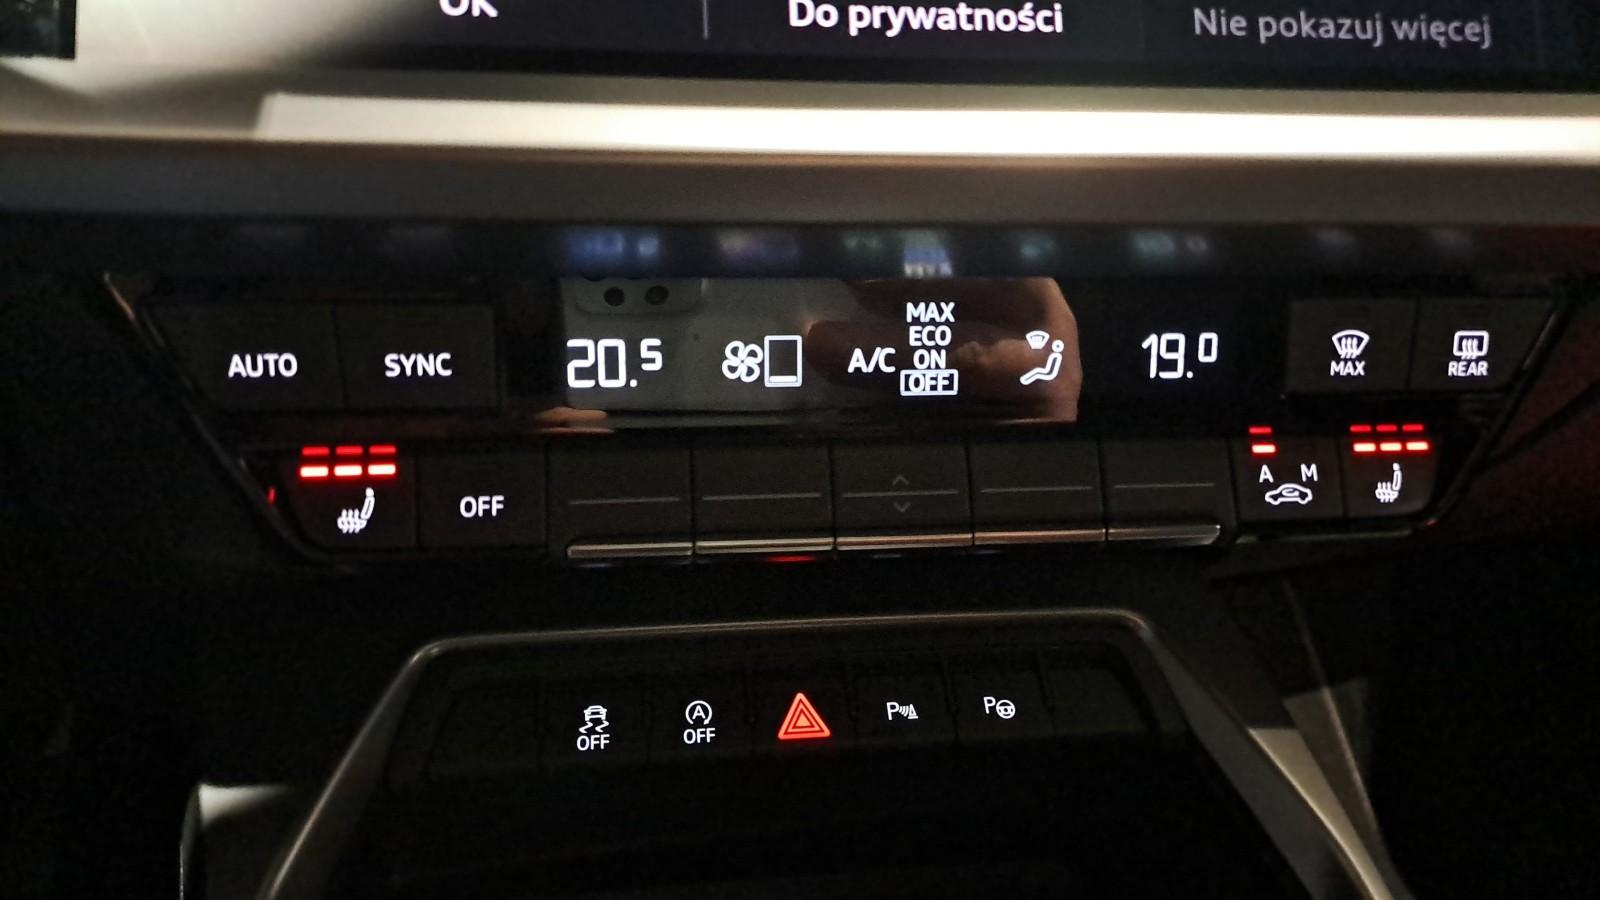 OK
Do prywatności
Nie pokazuj więcej
AUTO
SYNC
20.5
A/C
MAX
ECO
ON
OFF
19.0
MAX
REAR
OFF
A M
OFF
A
OFF
P
P